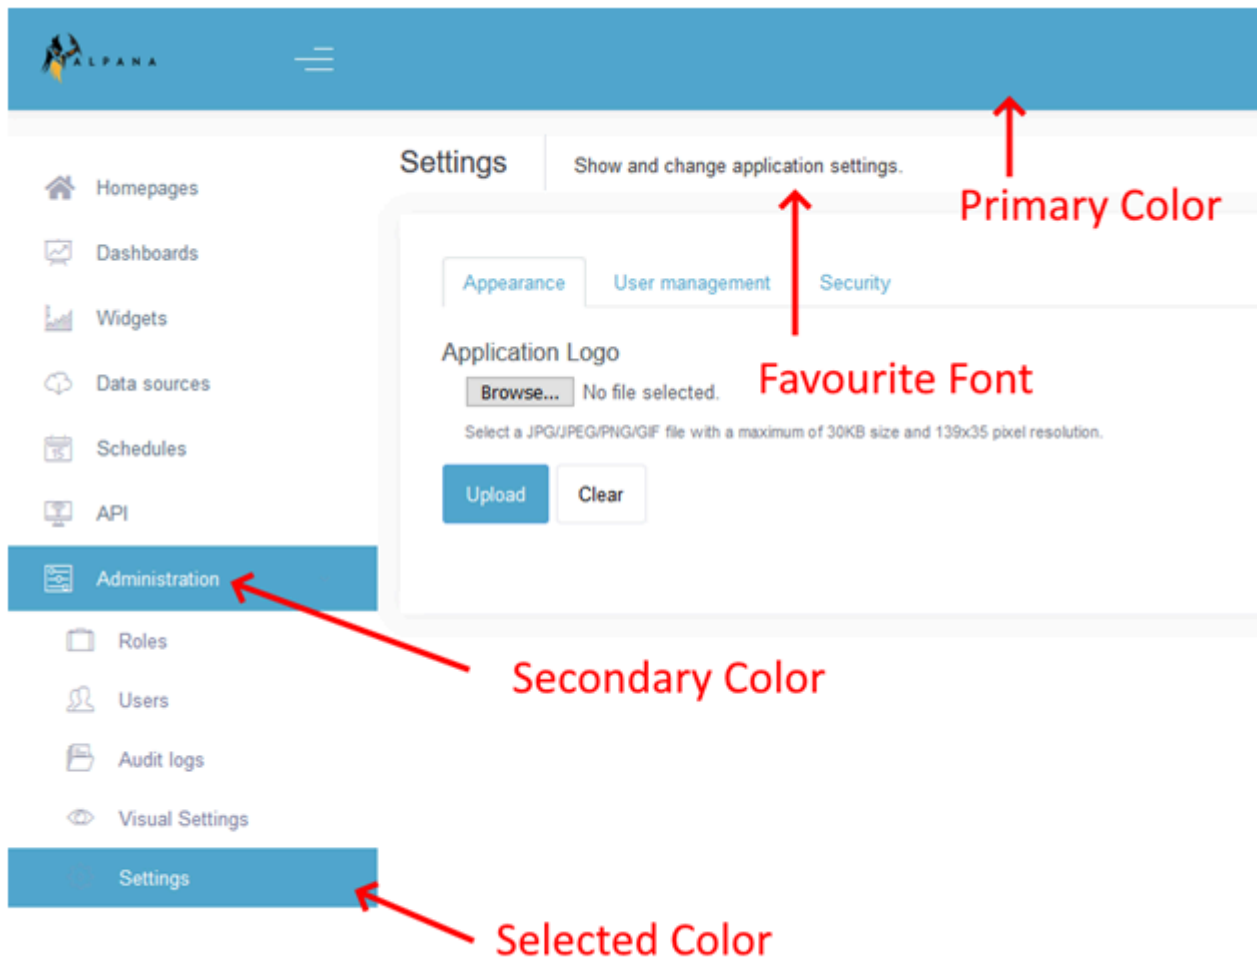 ALPANA
Settings
Show and change application settings.
Primary Color
Homepages
Dashboards
Widgets
Data sources
Schedules
API
Administration
Roles
Users
Audit logs
Visual Settings
Settings
Appearance
User management
Security
Application Logo
Browse... No file selected.
Favourite Font
Select a JPG/JPEG/PNG/GIF file with a maximum of 30KB size and 139x35 pixel resolution.
Upload
Clear
Secondary Color
Selected Color